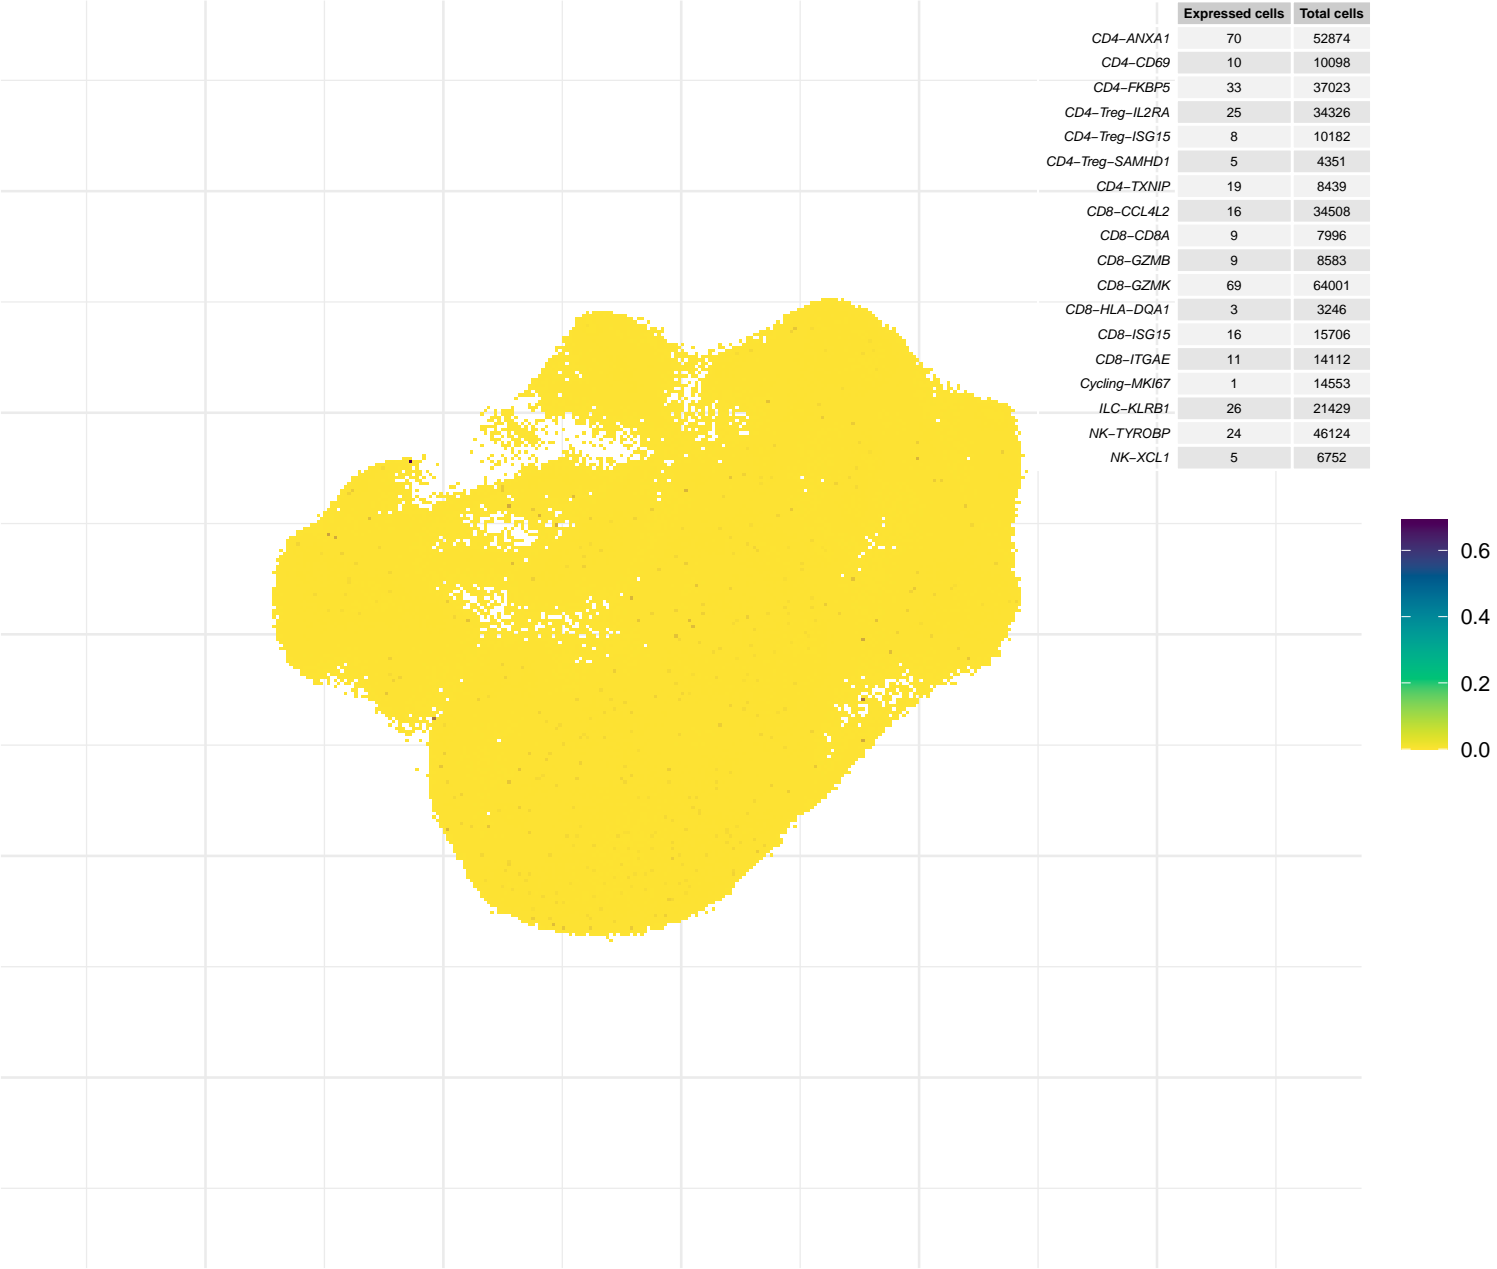 Expressed cells Total cells
CD4−ANXA1 70 52874
CD4−CD69 10 10098
CD4−FKBP5 33 37023
CD4−Treg−IL2RA 25 34326
CD4−Treg−ISG15 8 10182
CD4−Treg−SAMHD1 5 4351
CD4−TXNIP 19 8439
CD8−CCL4L2 16 34508
CD8−CD8A 9 7996
CD8−GZMB 9 8583
CD8−GZMK 69 64001
CD8−HLA−DQA1 3 3246
CD8−ISG15 16 15706
CD8−ITGAE 11 14112
Cycling−MKI67 1 14553
ILC−KLRB1 26 21429
NK−TYROBP 24 46124
NK−XCL1 5 6752
0.6
0.4
0.2
0.0